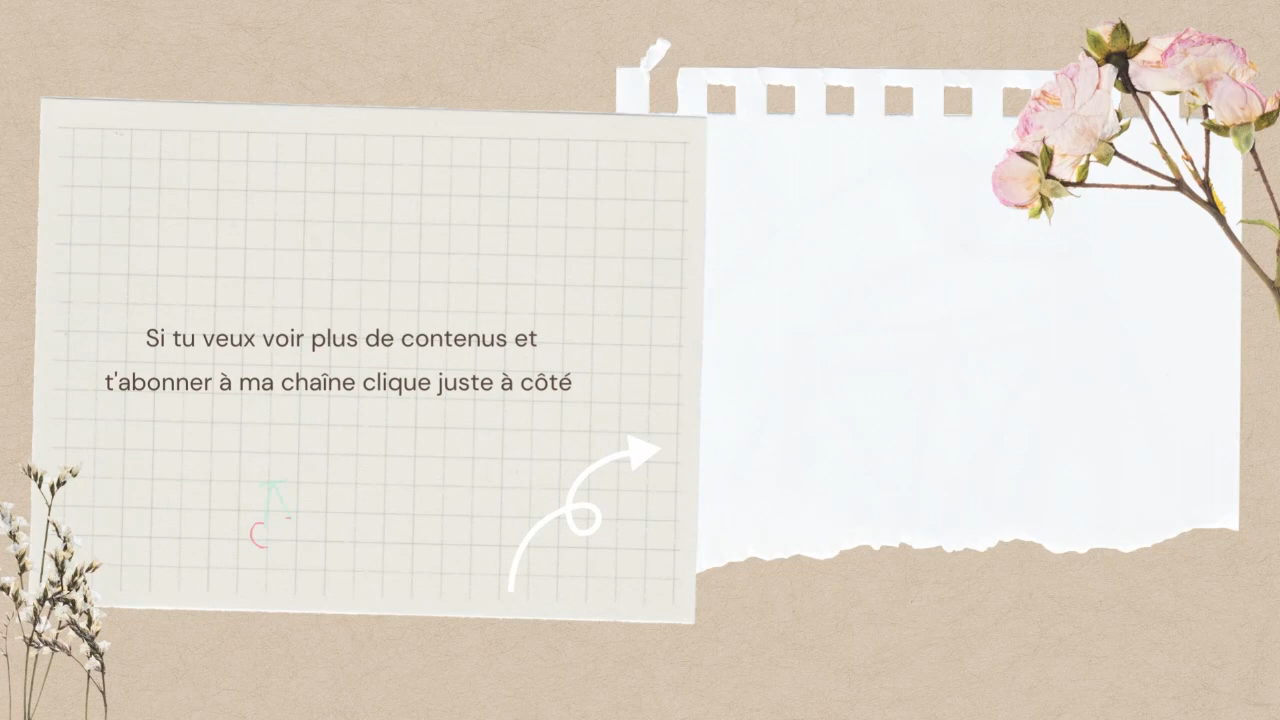 Si tu veux voir plus de contenus et
t'abonner à ma chaîne clique juste à côté